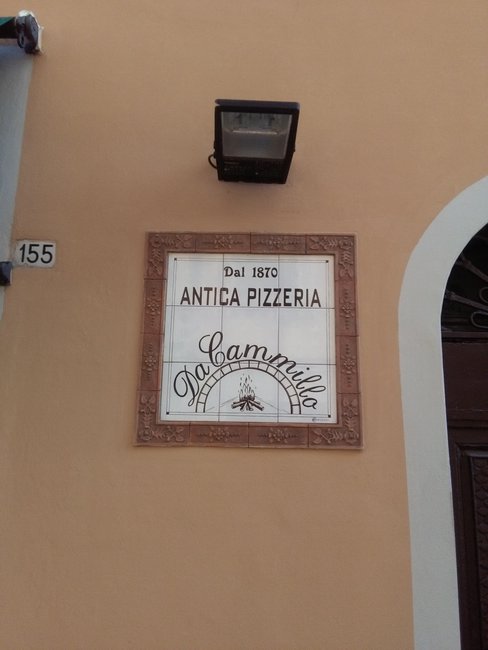 155
Dal 1870
ANTICA PIZZERIA
Da Cammillo